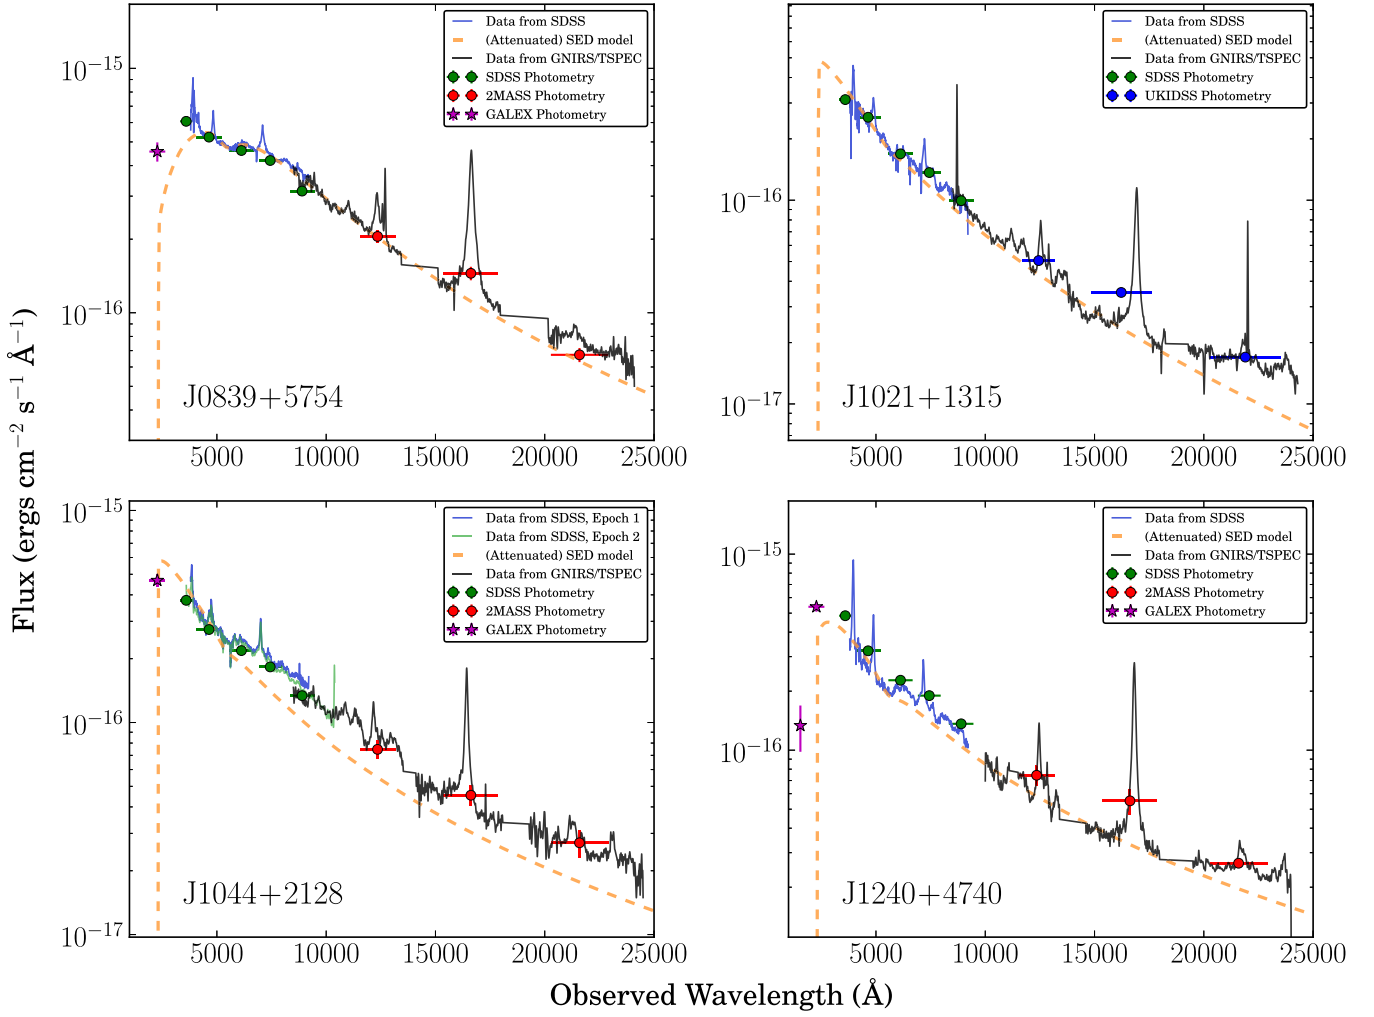 Flux (ergs cm−2 s−1 Å−1)
10−15
10−16
Data from SDSS
(Attenuated) SED model
Data from GNIRS/TSPEC
SDSS Photometry
2MASS Photometry
GALEX Photometry
J0839+5754
5000 10000 15000 20000 25000
10−16
10−17
Data from SDSS
(Attenuated) SED model
Data from GNIRS/TSPEC
SDSS Photometry
UKIDSS Photometry
J1021+1315
5000 10000 15000 20000 25000
10−15
10−16
10−17
Data from SDSS, Epoch 1
Data from SDSS, Epoch 2
(Attenuated) SED model
Data from GNIRS/TSPEC
SDSS Photometry
2MASS Photometry
GALEX Photometry
J1044+2128
5000 10000 15000 20000 25000
10−15
10−16
Data from SDSS
(Attenuated) SED model
Data from GNIRS/TSPEC
SDSS Photometry
2MASS Photometry
GALEX Photometry
J1240+4740
5000 10000 15000 20000 25000
Observed Wavelength (Å)